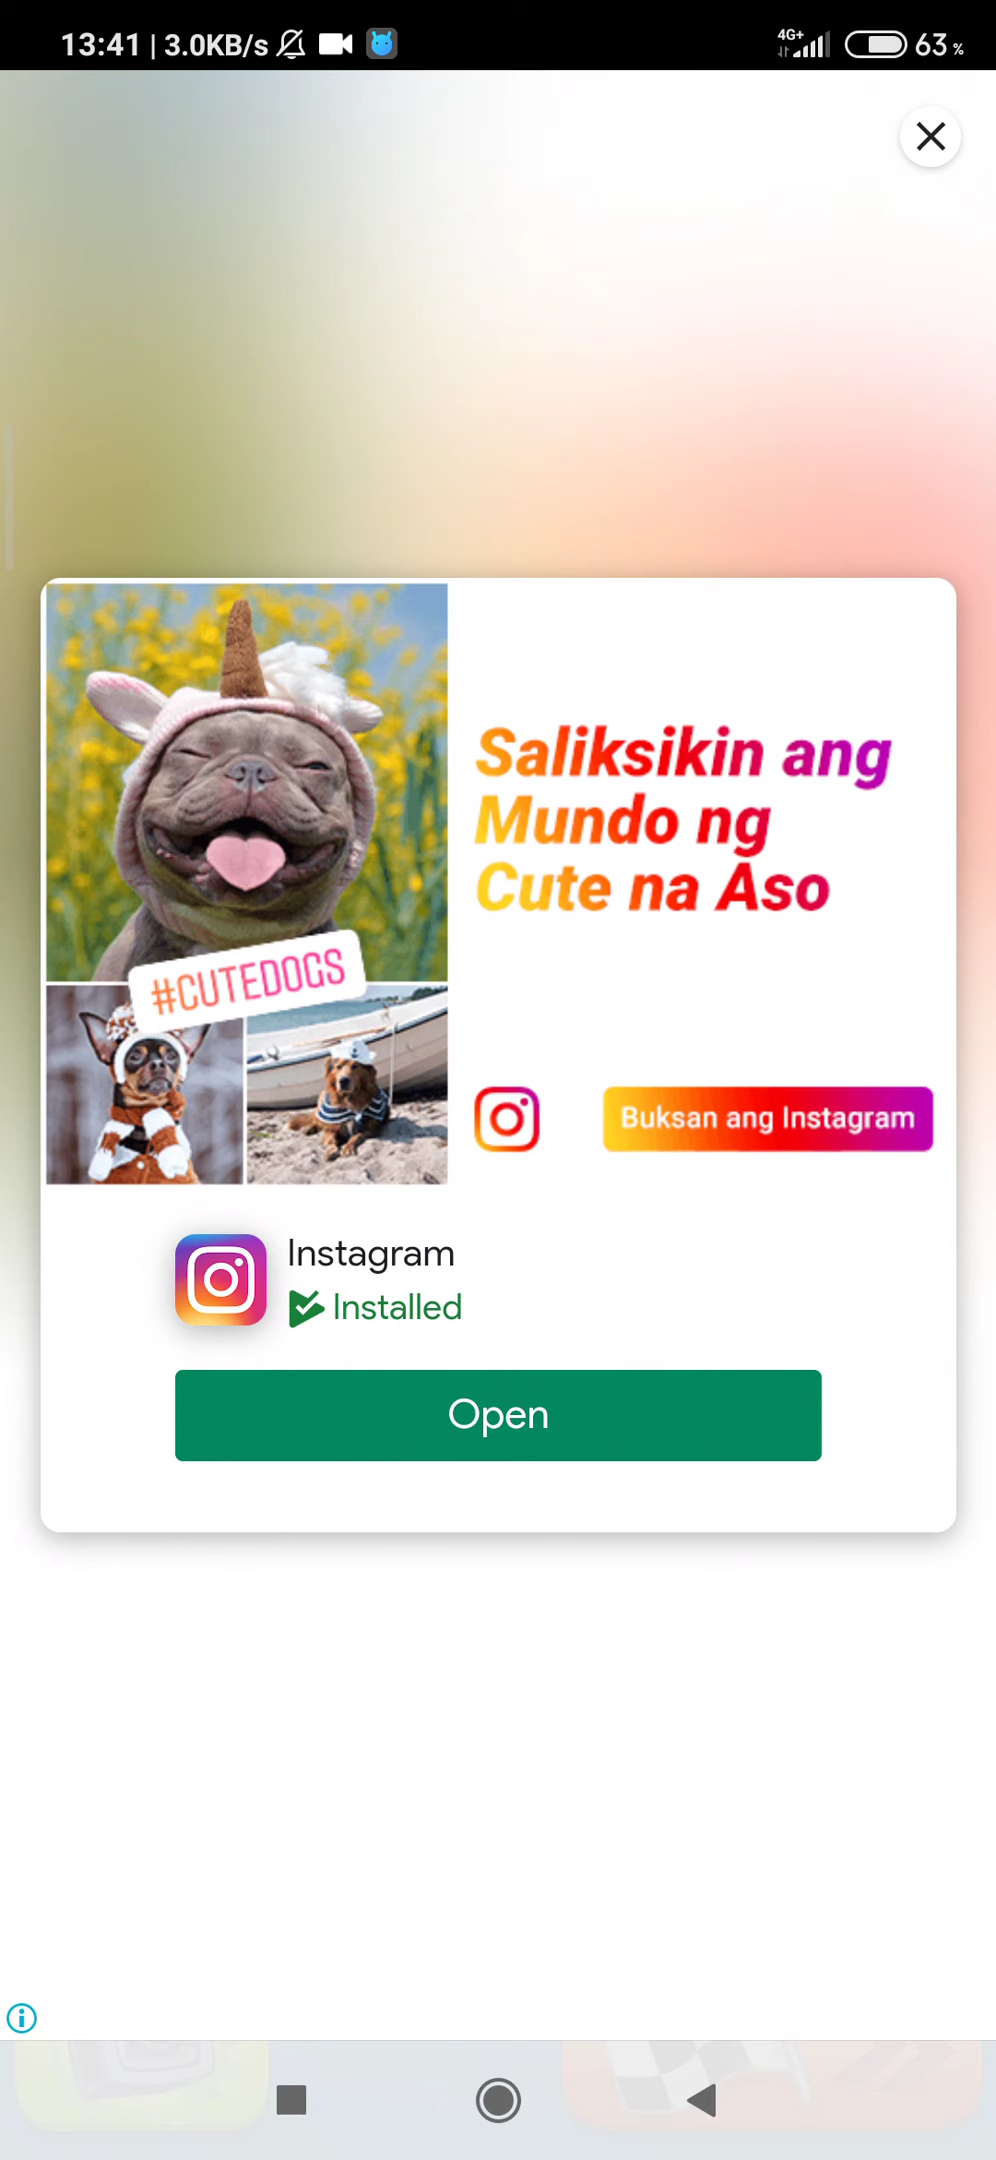 13:41 | 3.0KB/s
4G+
63 %
Saliksikin ang
Mundo ng
Cute na Aso
#CUTEDOGS
Buksan ang Instagram
Instagram
Installed
Open